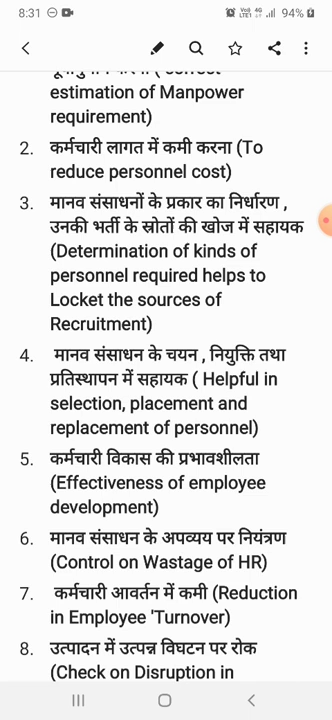 8:31
Voo) 4G
LTE1
94%
estimation of Manpower
requirement)
2. कर्मचारी लागत में कमी करना (To
reduce personnel cost)
3. मानव संसाधनों के प्रकार का निर्धारण ,
उनकी भर्ती के स्रोतों की खोज में सहायक
(Determination of kinds of
personnel required helps to
Locket the sources of
Recruitment)
4. मानव संसाधन के चयन , नियुक्ति तथा
प्रतिस्थापन में सहायक ( Helpful in
selection, placement and
replacement of personnel)
5. कर्मचारी विकास की प्रभावशीलता
(Effectiveness of employee
development)
6. मानव संसाधन के अपव्यय पर नियंत्रण
(Control on Wastage of HR)
7. कर्मचारी आवर्तन में कमी (Reduction
in Employee 'Turnover)
8. उत्पादन में उत्पन्न विघटन पर रोक
(Check on Disruption in